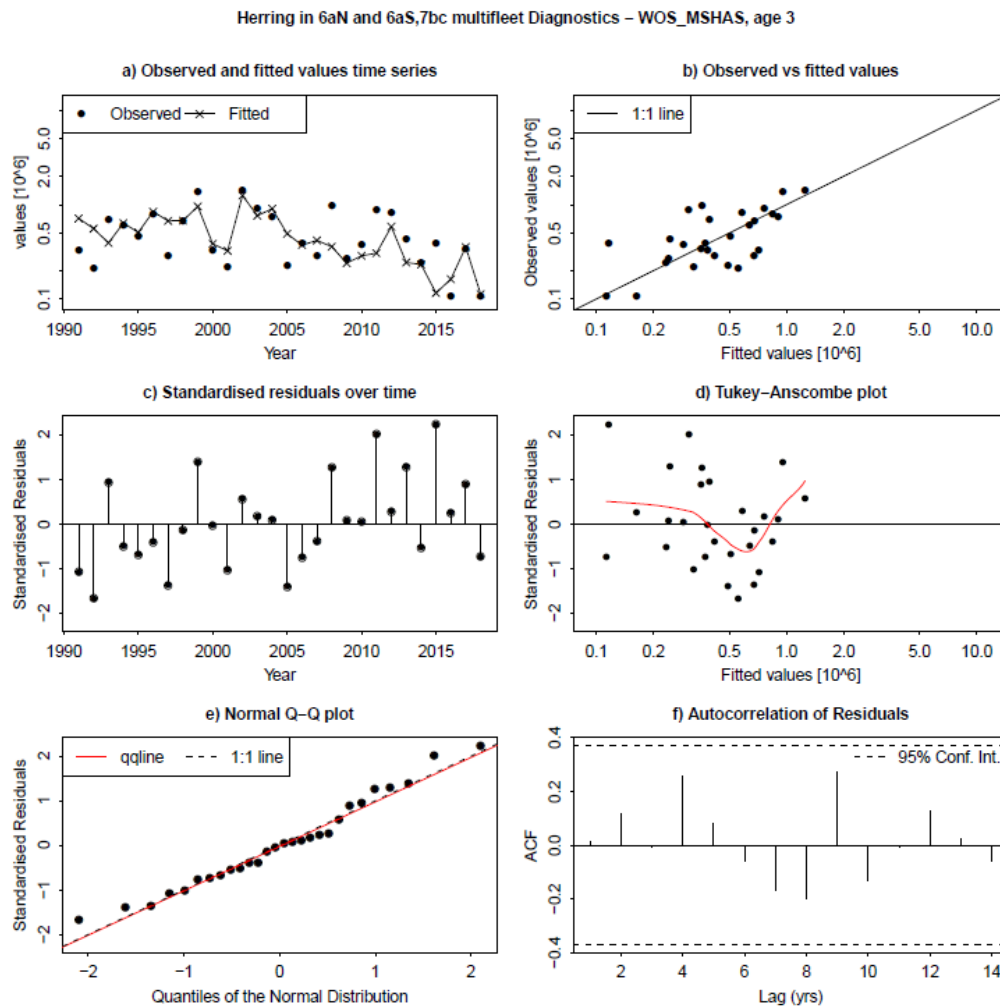 Herring in 6aN and 6aS,7bc multifleet Diagnostics – WOS_MSHAS, age 3
a) Observed and fitted values time series
Observed
Fitted
values [10^6]
5.0
2.0
0.5
0.1
1990
1995
2000
2005
2010
2015
Year
b) Observed vs fitted values
1:1 line
Observed values [10^6]
5.0
2.0
0.5
0.1
0.1
0.2
0.5
1.0
2.0
5.0
10.0
Fitted values [10^6]
c) Standardised residuals over time
Standardised Residuals
2
1
0
−1
−2
1990
1995
2000
2005
2010
2015
Year
d) Tukey−Anscombe plot
Standardised Residuals
2
1
0
−1
−2
0.1
0.2
0.5
1.0
2.0
5.0
10.0
Fitted values [10^6]
e) Normal Q−Q plot
qqline
1:1 line
Standardised Residuals
2
1
0
−1
−2
−2
−1
0
1
2
Quantiles of the Normal Distribution
f) Autocorrelation of Residuals
95% Conf. Int.
ACF
0.4
0.2
0.0
−0.2
−0.4
2
4
6
8
10
12
14
Lag (yrs)